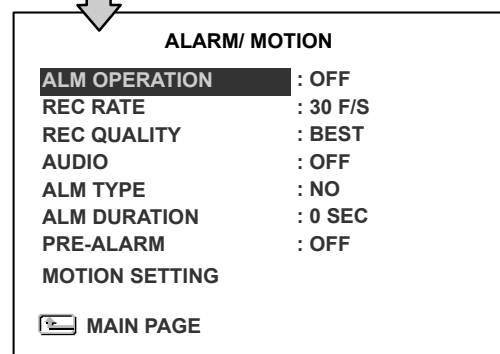 ALARM/ MOTION
ALM OPERATION : OFF
REC RATE : 30 F/S
REC QUALITY : BEST
AUDIO : OFF
ALM TYPE : NO
ALM DURATION : 0 SEC
PRE-ALARM : OFF
MOTION SETTING
MAIN PAGE